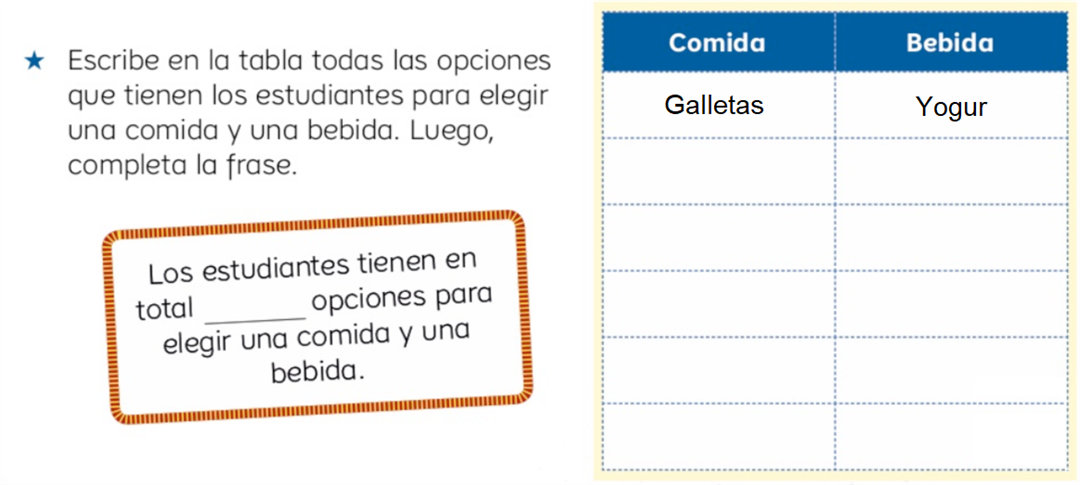 ★ Escribe en la tabla todas las opciones
que tienen los estudiantes para elegir
una comida y una bebida. Luego,
completa la frase.
Los estudiantes tienen en
total ________ opciones para
elegir una comida y una
bebida.
Comida Bebida
Galletas Yogur